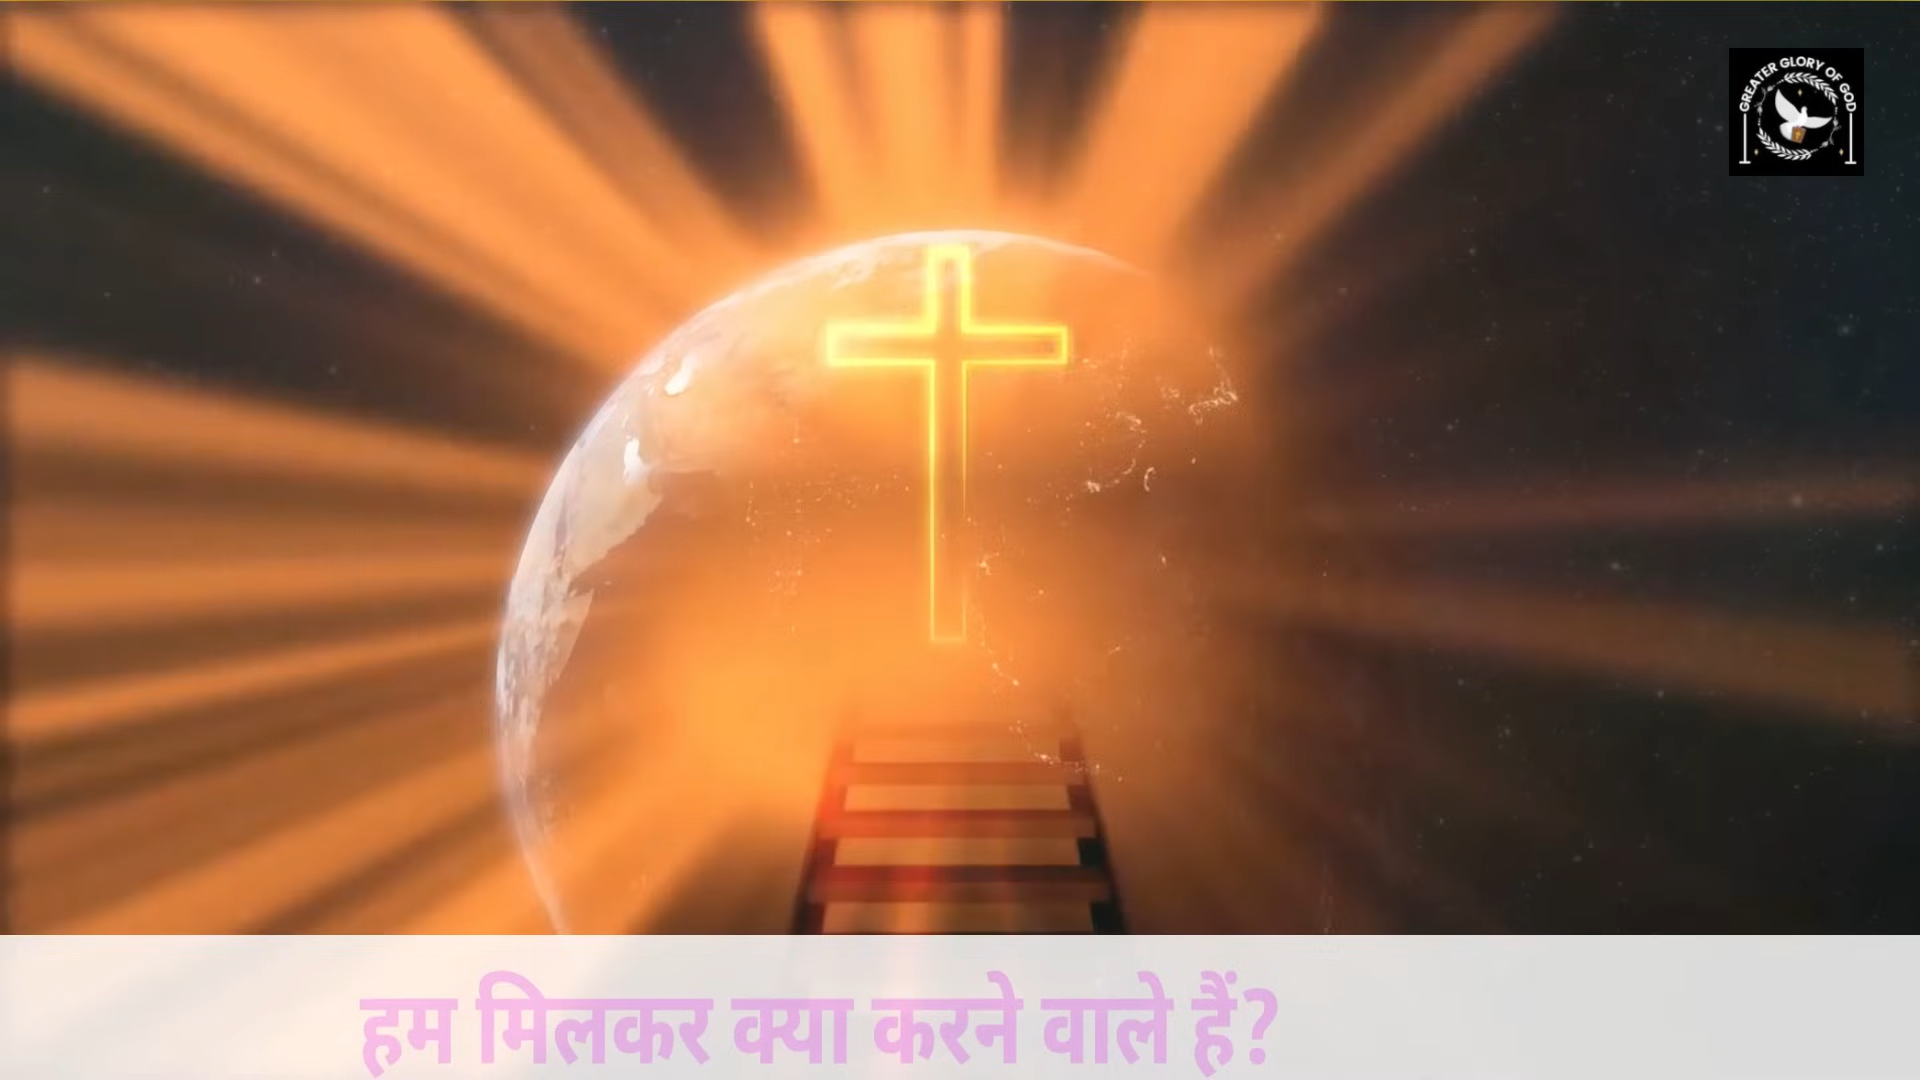 GREATER GLORY OF GOD
हम मिलकर क्या करने वाले हैं?